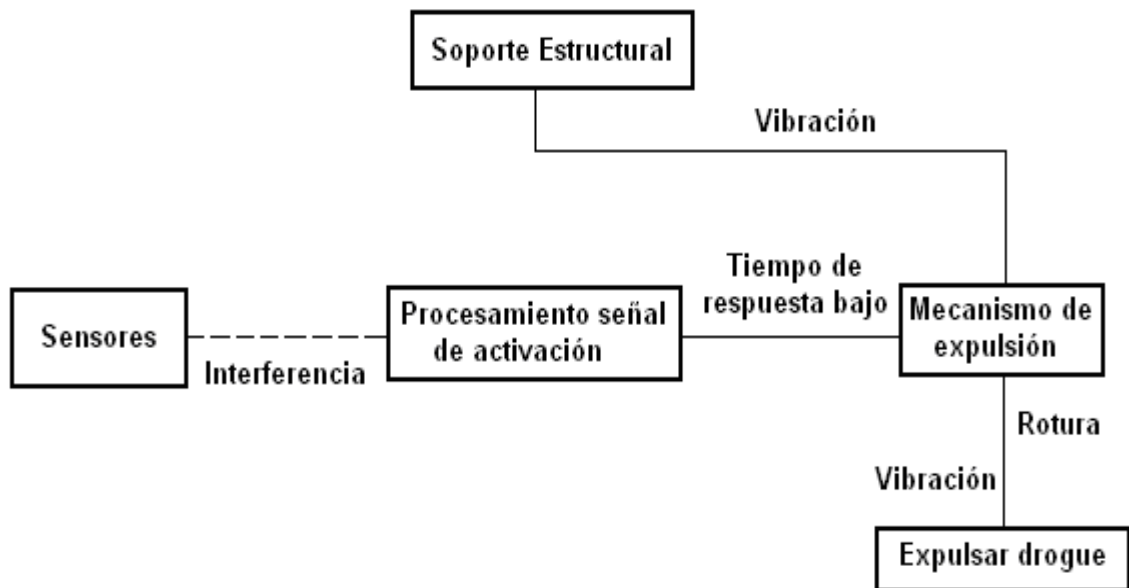 Soporte Estructural
Vibración
Tiempo de
respuesta bajo
Sensores
Interferencia
Procesamiento señal
de activación
Mecanismo de
expulsión
Rotura
Vibración
Expulsar drogue